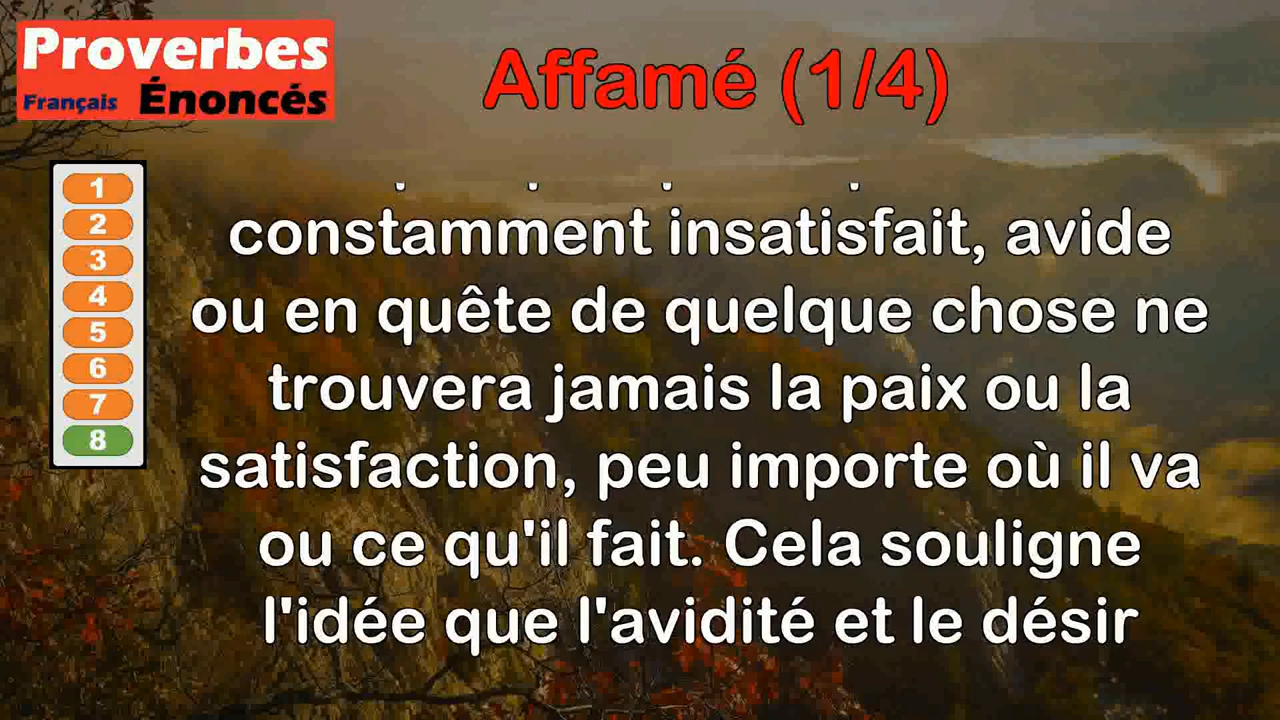 Proverbes
Français Énoncés
Affamé (1/4)
1
2
3
4
5
6
7
8
constamment insatisfait, avide
ou en quête de quelque chose ne
trouvera jamais la paix ou la
satisfaction, peu importe où il va
ou ce qu'il fait. Cela souligne
l'idée que l'avidité et le désir